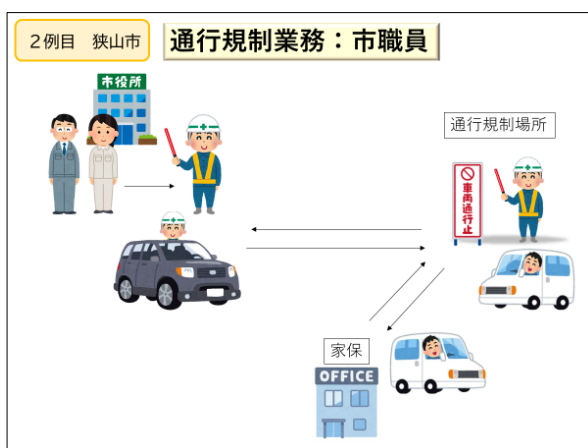 2例目 狭山市
通行規制業務：市職員
市役所
通行規制場所
車両通行止
家保
OFFICE